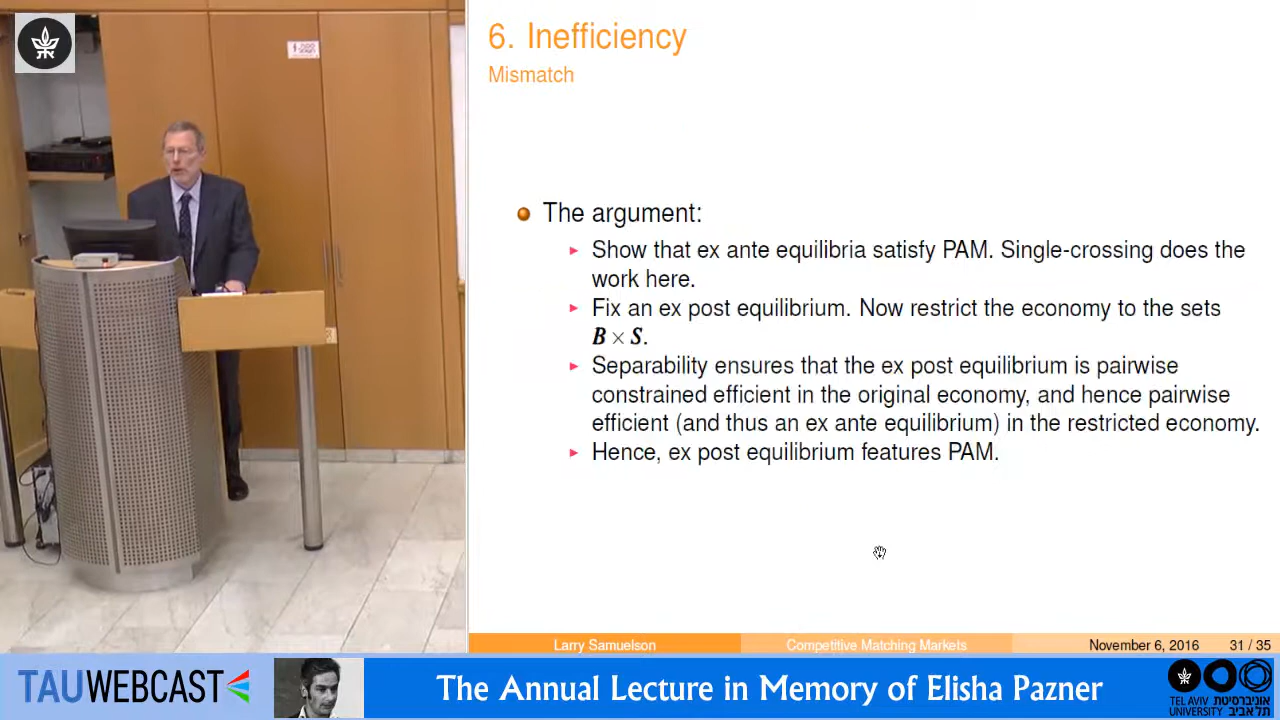 6. Inefficiency
Mismatch
The argument:
Show that ex ante equilibria satisfy PAM. Single-crossing does the
work here.
Fix an ex post equilibrium. Now restrict the economy to the sets
B × S.
Separability ensures that the ex post equilibrium is pairwise
constrained efficient in the original economy, and hence pairwise
efficient (and thus an ex ante equilibrium) in the restricted economy.
Hence, ex post equilibrium features PAM.
Larry Samuelson Competitive Matching Markets November 6, 2016 31 / 35
TAUWEBCAST The Annual Lecture in Memory of Elisha Pazner
TEL AVIV אוניברסיטת
UNIVERSITY תל אביב